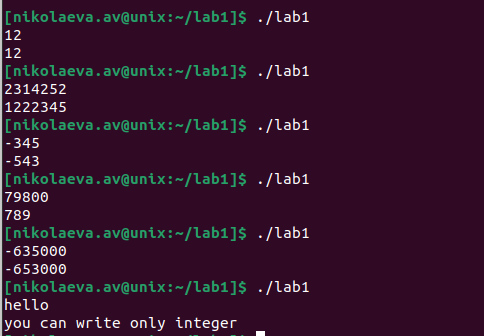 [nikolaeva.av@unix:~/lab1]$ ./lab1
12
12
[nikolaeva.av@unix:~/lab1]$ ./lab1
2314252
1222345
[nikolaeva.av@unix:~/lab1]$ ./lab1
-345
-543
[nikolaeva.av@unix:~/lab1]$ ./lab1
79800
789
[nikolaeva.av@unix:~/lab1]$ ./lab1
-635000
-653000
[nikolaeva.av@unix:~/lab1]$ ./lab1
hello
you can write only integer